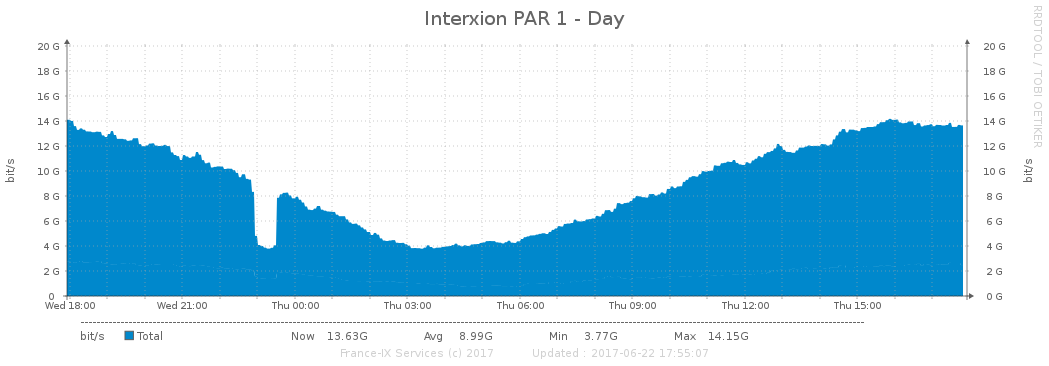 Interxion PAR 1 - Day
RRDTOOL / TOBI OETIKER
bit/s
20 G 20 G
18 G 18 G
16 G 16 G
14 G 14 G
12 G 12 G
10 G 10 G
8 G 8 G
6 G 6 G
4 G 4 G
2 G 2 G
0 0 G
bit/s
Wed 18:00 Wed 21:00 Thu 00:00 Thu 03:00 Thu 06:00 Thu 09:00 Thu 12:00 Thu 15:00
bit/s Total Now 13.63G Avg 8.99G Min 3.77G Max 14.15G
France-IX Services (c) 2017 Updated : 2017-06-22 17:55:07